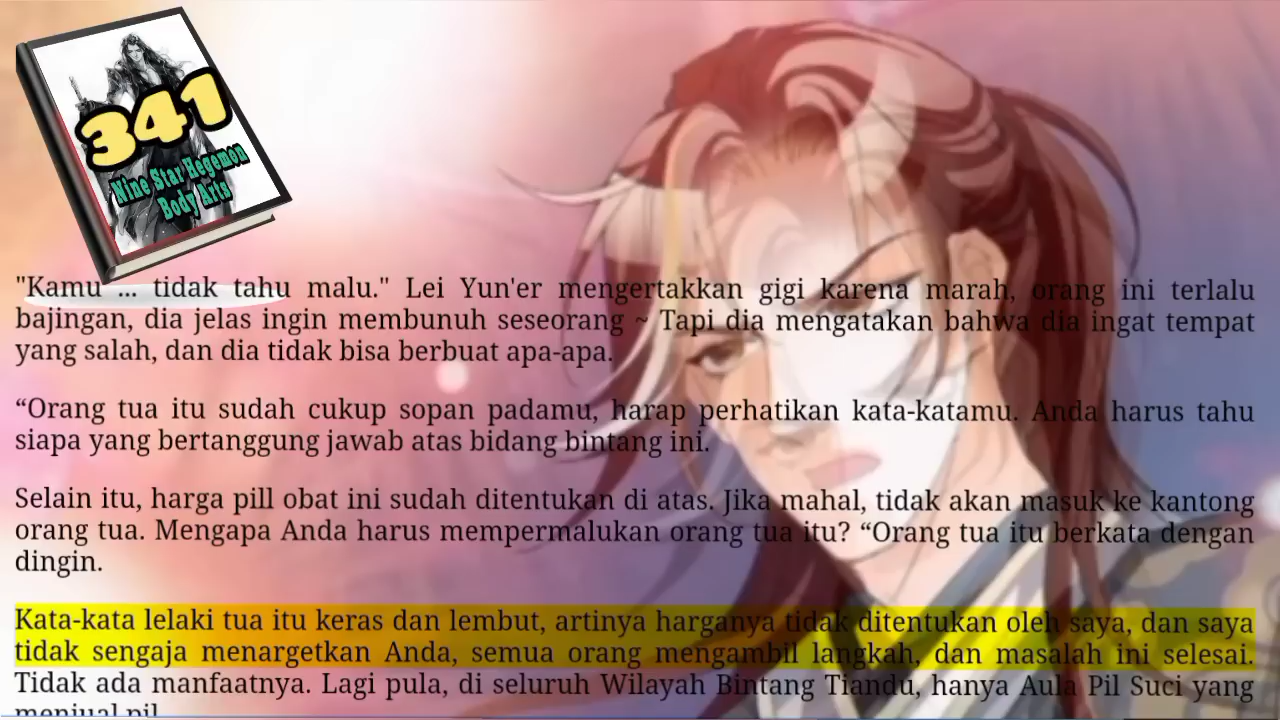 341
Nine Star Hegemon
Body Arts
"Kamu ... tidak tahu malu." Lei Yun'er mengertakkan gigi karena marah, orang ini terlalu
bajingan, dia jelas ingin membunuh seseorang ~ Tapi dia mengatakan bahwa dia ingat tempat
yang salah, dan dia tidak bisa berbuat apa-apa.
“Orang tua itu sudah cukup sopan padamu, harap perhatikan kata-katamu. Anda harus tahu
siapa yang bertanggung jawab atas bidang bintang ini.
Selain itu, harga pill obat ini sudah ditentukan di atas. Jika mahal, tidak akan masuk ke kantong
orang tua. Mengapa Anda harus mempermalukan orang tua itu? “Orang tua itu berkata dengan
dingin.
Kata-kata lelaki tua itu keras dan lembut, artinya harganya tidak ditentukan oleh saya, dan saya
tidak sengaja menargetkan Anda, semua orang mengambil langkah, dan masalah ini selesai.
Tidak ada manfaatnya. Lagi pula, di seluruh Wilayah Bintang Tiandu, hanya Aula Pil Suci yang
menjual pil